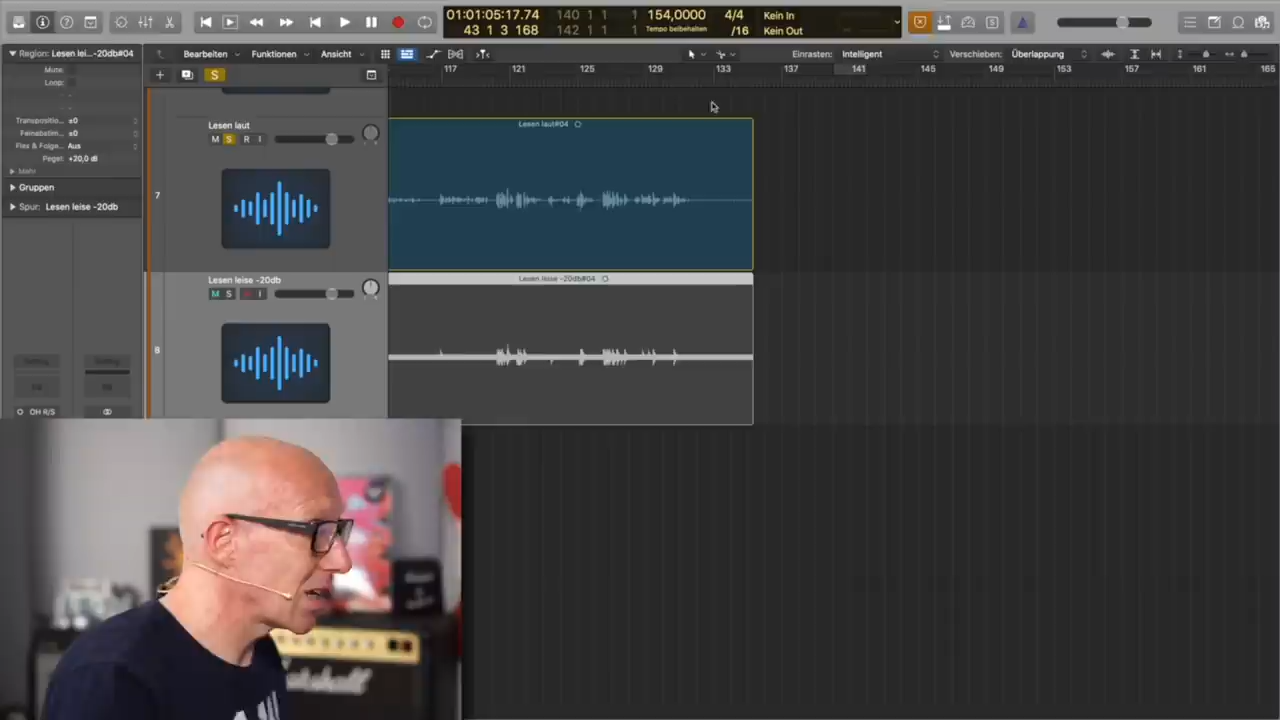 Region: Lesen lei...-20db#04
Mute:
Loop:
Transpositio... ±0
Feinabstim... ±0
Flex & Folge... Aus
Pegel: +20,0 dB
Mehr
Gruppen
Spur: Lesen leise -20db
OH R/S
01:01:05:17.74
43 1 3 168
140 1 1 1
142 1 1 1
154,0000
Tempo beibehalten
4/4
/16
Kein In
Kein Out
S
Bearbeiten
Funktionen
Ansicht
Einrasten: Intelligent
Verschieben: Überlappung
S
117 121 125 129 133 137 141 145 149 153 157 161 165
Lesen laut
M S R I
7
Lesen laut#04
Lesen leise -20db
M S R I
Lesen leise -20db#04
Marshall